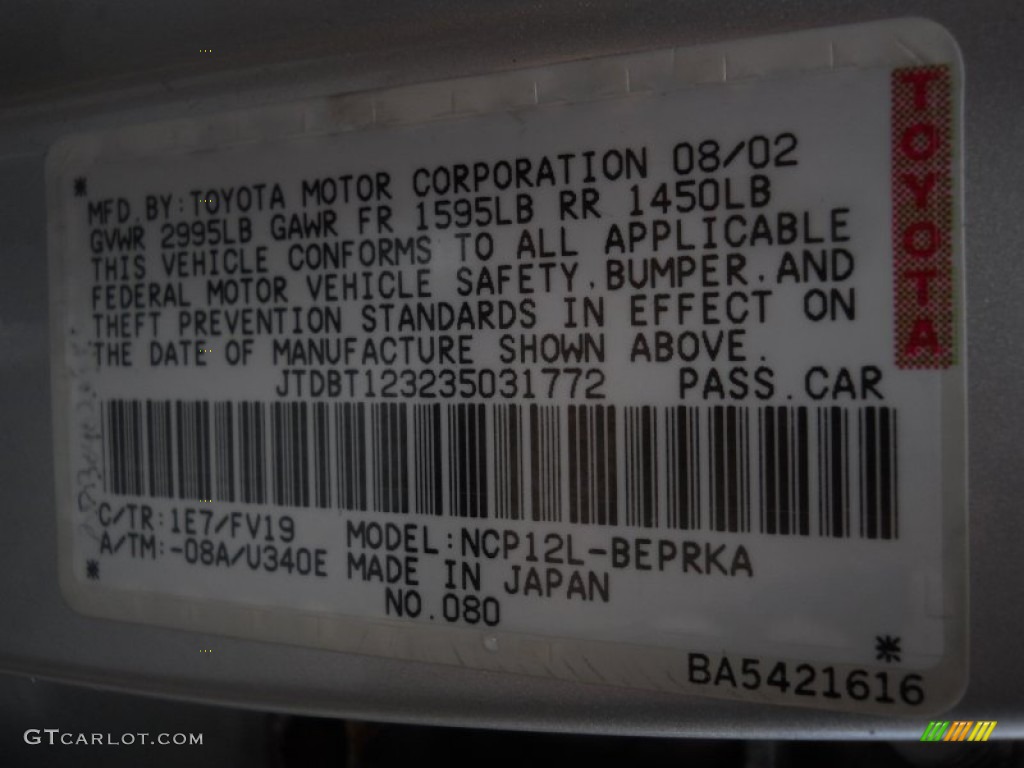 MFD.BY:TOYOTA MOTOR CORPORATION 08/02
GVWR 2995LB GAWR FR 1595LB RR 1450LB
THIS VEHICLE CONFORMS TO ALL APPLICABLE
FEDERAL MOTOR VEHICLE SAFETY,BUMPER,AND
THEFT PREVENTION STANDARDS IN EFFECT ON
THE DATE OF MANUFACTURE SHOWN ABOVE.
JTDBT123235031772 PASS.CAR
C/TR:1E7/FV19 MODEL:NCP12L-BEPRKA
A/TM:-08A/U340E MADE IN JAPAN
NO.080
BA5421616
TOYOTA
GTCARLOT.COM